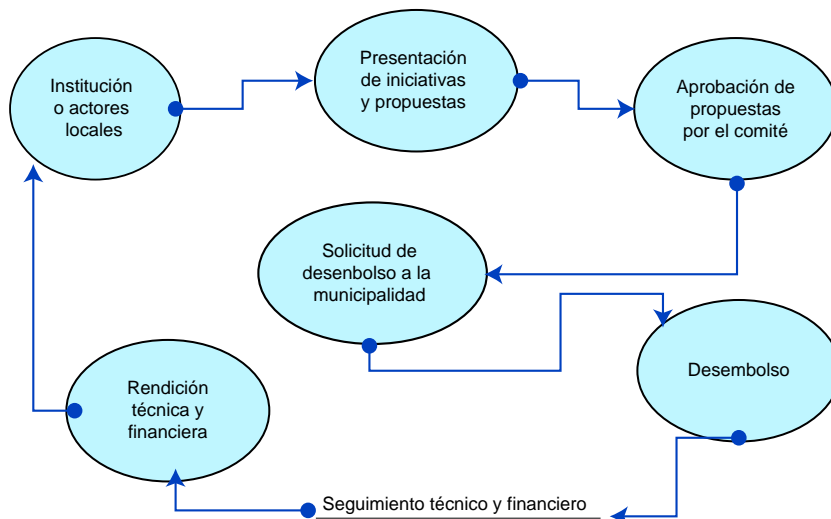 Institución
o actores
locales
Presentación
de iniciativas
y propuestas
Aprobación de
propuestas
por el comité
Solicitud de
desenbolso a la
municipalidad
Desembolso
Rendición
técnica y
financiera
Seguimiento técnico y financiero